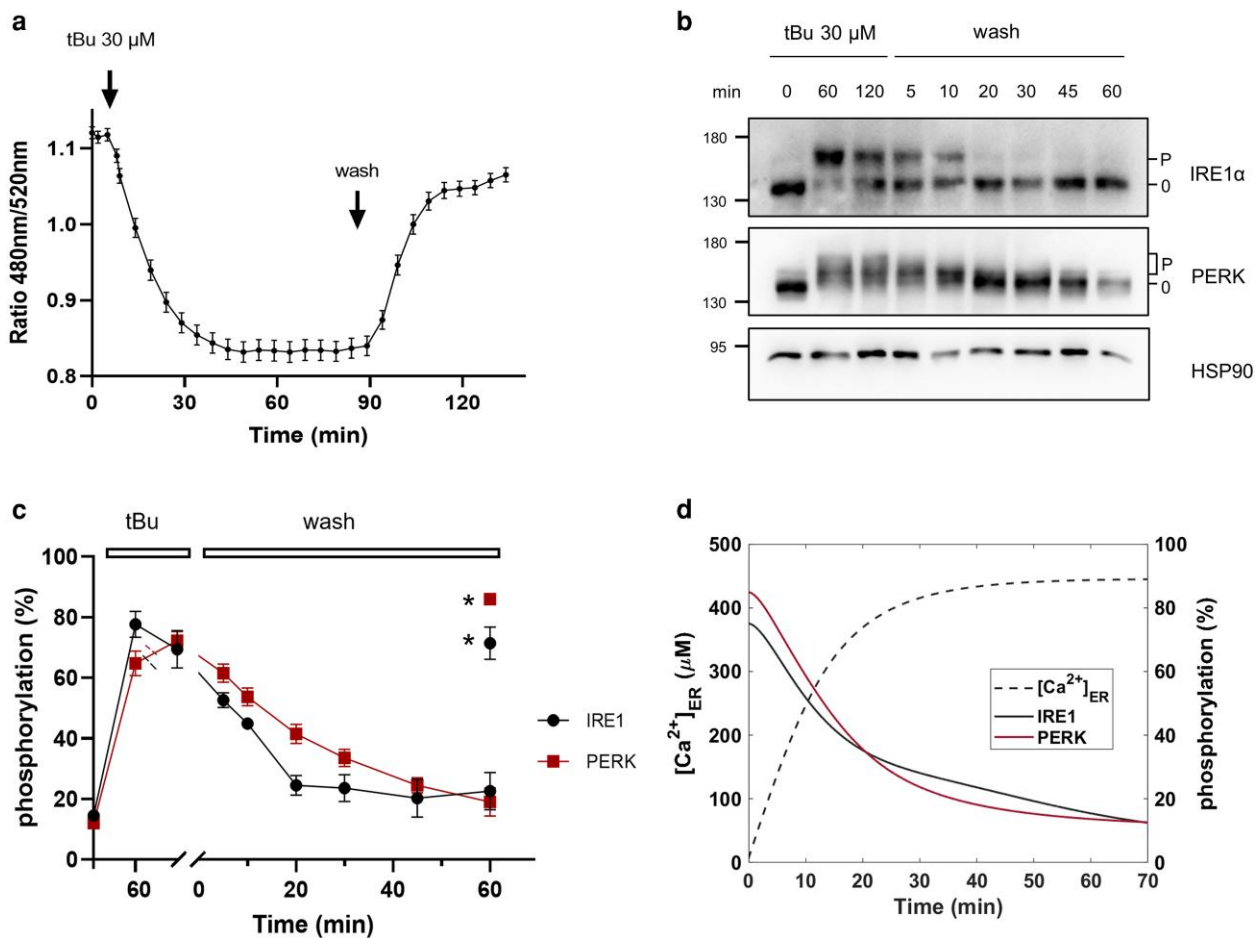 a
tBu 30 µM
wash
Ratio 480nm/520nm
1.1
1.0
0.9
0.8
0 30 60 90 120
Time (min)
b
tBu 30 µM wash
min 0 60 120 5 10 20 30 45 60
180
130
P
0
IRE1α
180
130
P
0
PERK
95
HSP90
c
tBu wash
phosphorylation (%)
100
80
60
40
20
0
*
*
60 0 20 40 60
Time (min)
IRE1
PERK
d
[Ca2+]ER (µM)
500
400
300
200
100
0
[Ca2+]ER
IRE1
PERK
100
80
60
40
20
0
phosphorylation (%)
0 10 20 30 40 50 60 70
Time (min)